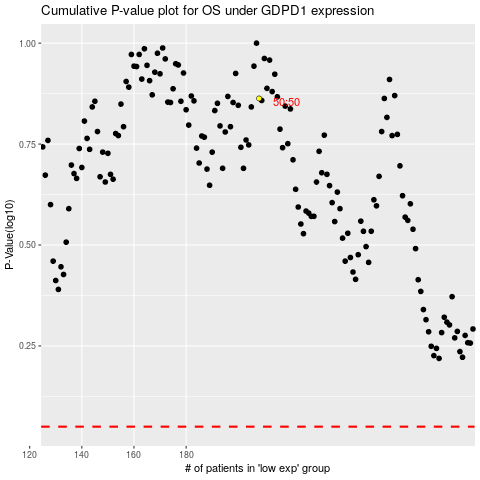 Cumulative P-value plot for OS under GDPD1 expression
P-Value(log10)
1.00
0.75
0.50
0.25
50:50
120 140 160 180
# of patients in 'low exp' group